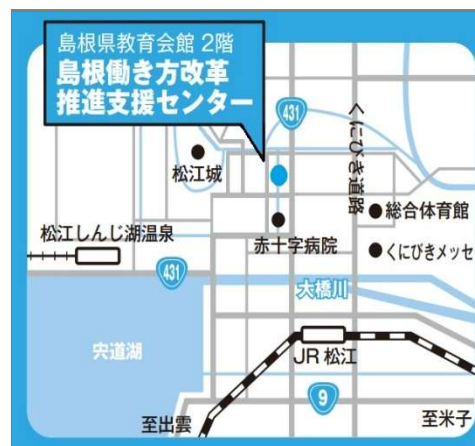 島根県教育会館 2階
島根働き方改革
推進支援センター
431
くにびき道路
松江城
総合体育館
赤十字病院
くにびきメッセ
松江しんじ湖温泉
431
大橋川
宍道湖
JR 松江
9
至出雲
至米子